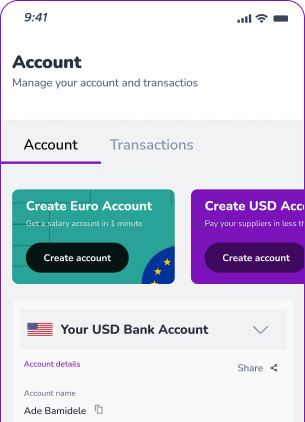 9:41
Account
Manage your account and transactios
Account Transactions
Create Euro Account
Get a salary account in 1 minute
Create account
Create USD Acc
Pay your suppliers in less th
Create account
Your USD Bank Account
Account details
Share
Account name
Ade Bamidele